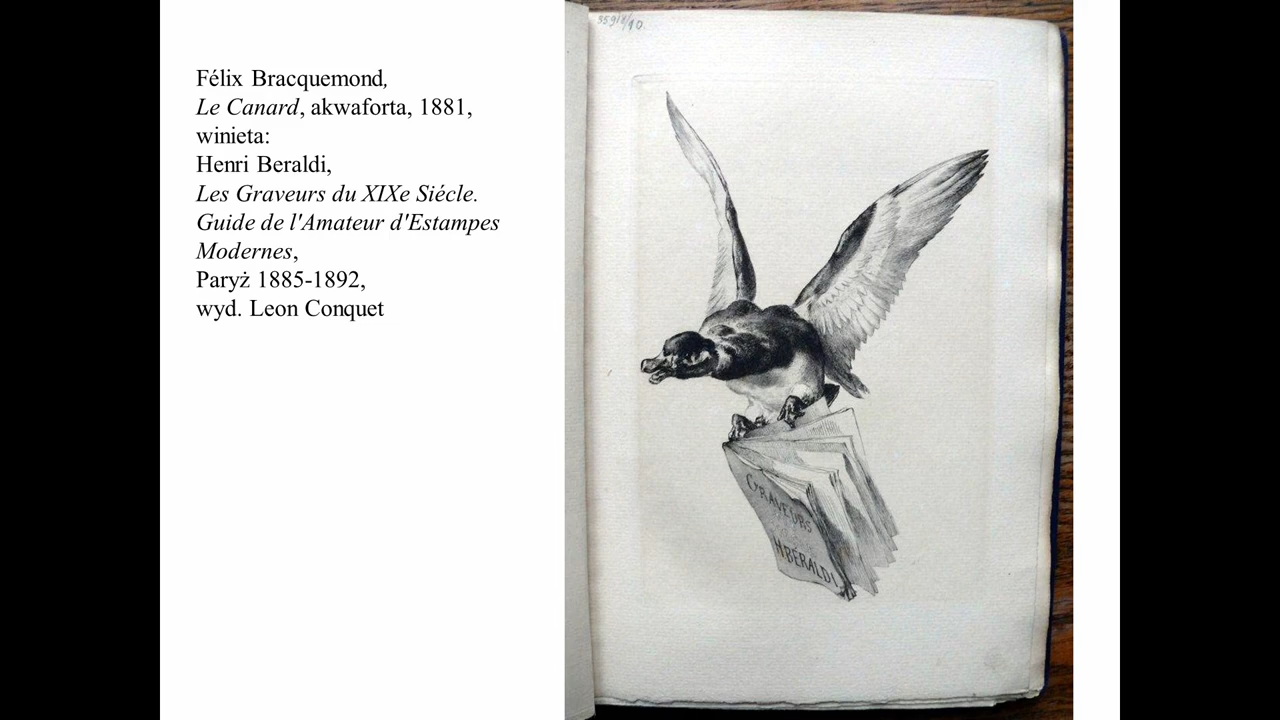 Félix Bracquemond,
Le Canard, akwaforta, 1881,
winieta:
Henri Beraldi,
Les Graveurs du XIXe Siécle.
Guide de l'Amateur d'Estampes
Modernes,
Paryż 1885-1892,
wyd. Leon Conquet
GRAVEURS
H BÉRALDI